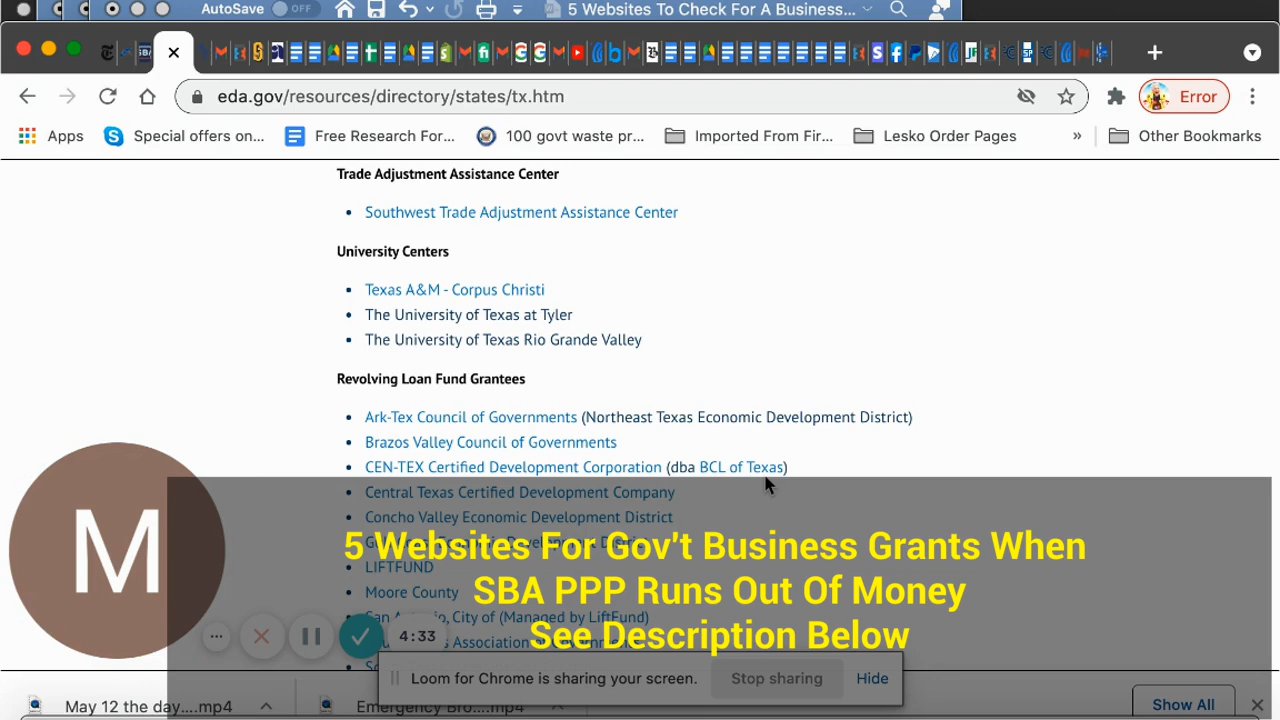 AutoSave OFF 5 Websites To Check For A Business...
eda.gov/resources/directory/states/tx.htm Error
Apps Special offers on... Free Research For... 100 govt waste pr... Imported From Fir... Lesko Order Pages » Other Bookmarks
Trade Adjustment Assistance Center
• Southwest Trade Adjustment Assistance Center
University Centers
• Texas A&M - Corpus Christi
• The University of Texas at Tyler
• The University of Texas Rio Grande Valley
Revolving Loan Fund Grantees
• Ark-Tex Council of Governments (Northeast Texas Economic Development District)
• Brazos Valley Council of Governments
• CEN-TEX Certified Development Corporation (dba BCL of Texas)
• Central Texas Certified Development Company
• Concho Valley Economic Development District
M
5 Websites For Gov't Business Grants When
• LIFTFUND
SBA PPP Runs Out Of Money
• Moore County
City of (Managed by LiftFund)
See Description Below
4:33
Loom for Chrome is sharing your screen. Stop sharing Hide
May 12 the day....mp4 Emergency Bro....mp4 Show All